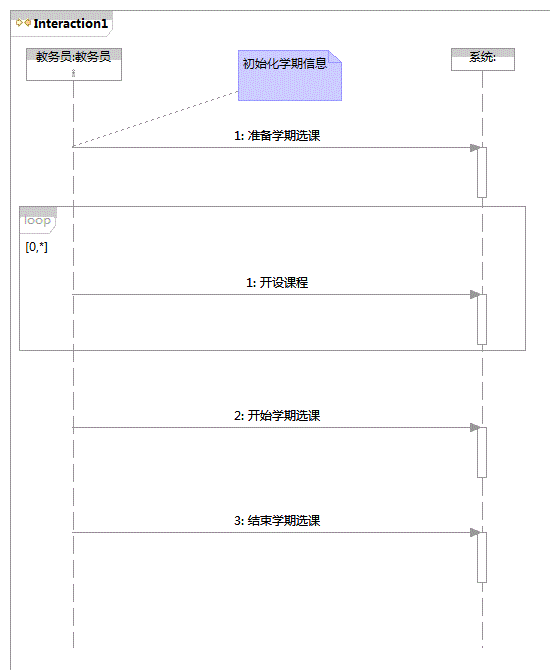 Interaction1
教务员:教务员
初始化学期信息
系统:
1: 准备学期选课
loop
[0,*]
1: 开设课程
2: 开始学期选课
3: 结束学期选课